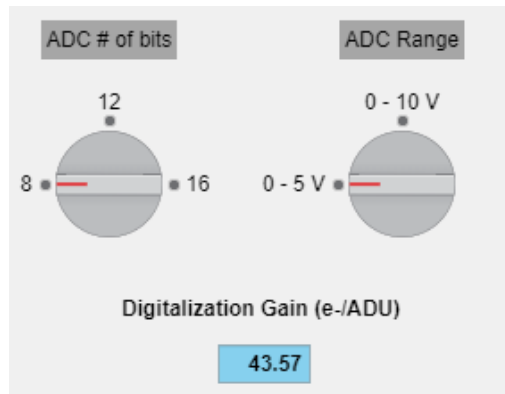 ADC # of bits
ADC Range
12
0 - 10 V
8
16
0 - 5 V
Digitalization Gain (e-/ADU)
43.57